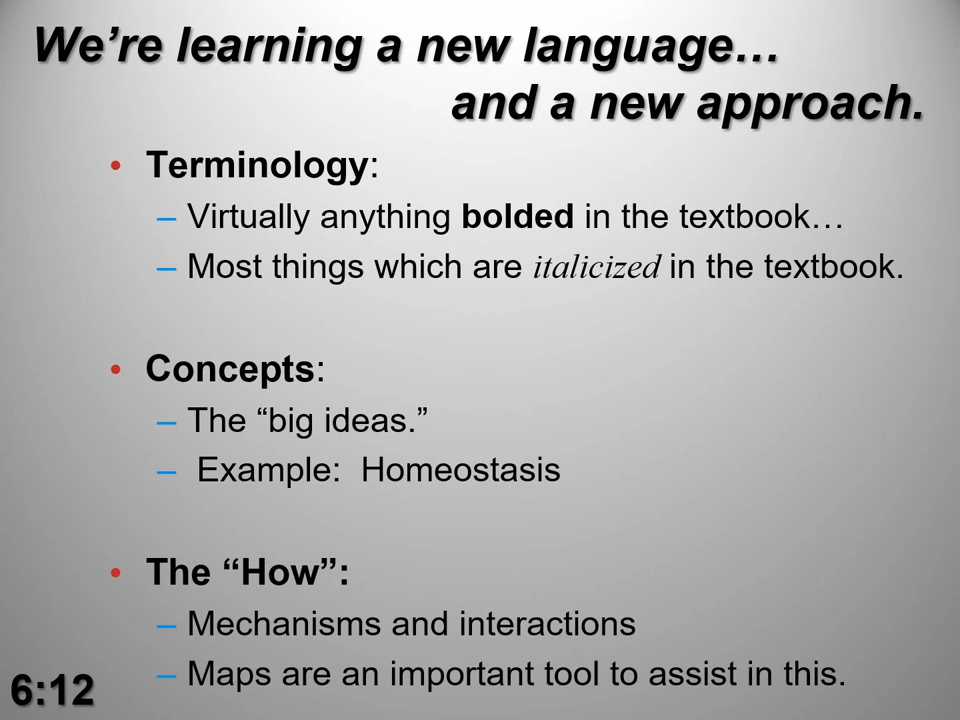 We’re learning a new language…
and a new approach.
• Terminology:
– Virtually anything bolded in the textbook…
– Most things which are italicized in the textbook.
• Concepts:
– The “big ideas.”
– Example:  Homeostasis
• The “How”:
– Mechanisms and interactions
– Maps are an important tool to assist in this.
6:12